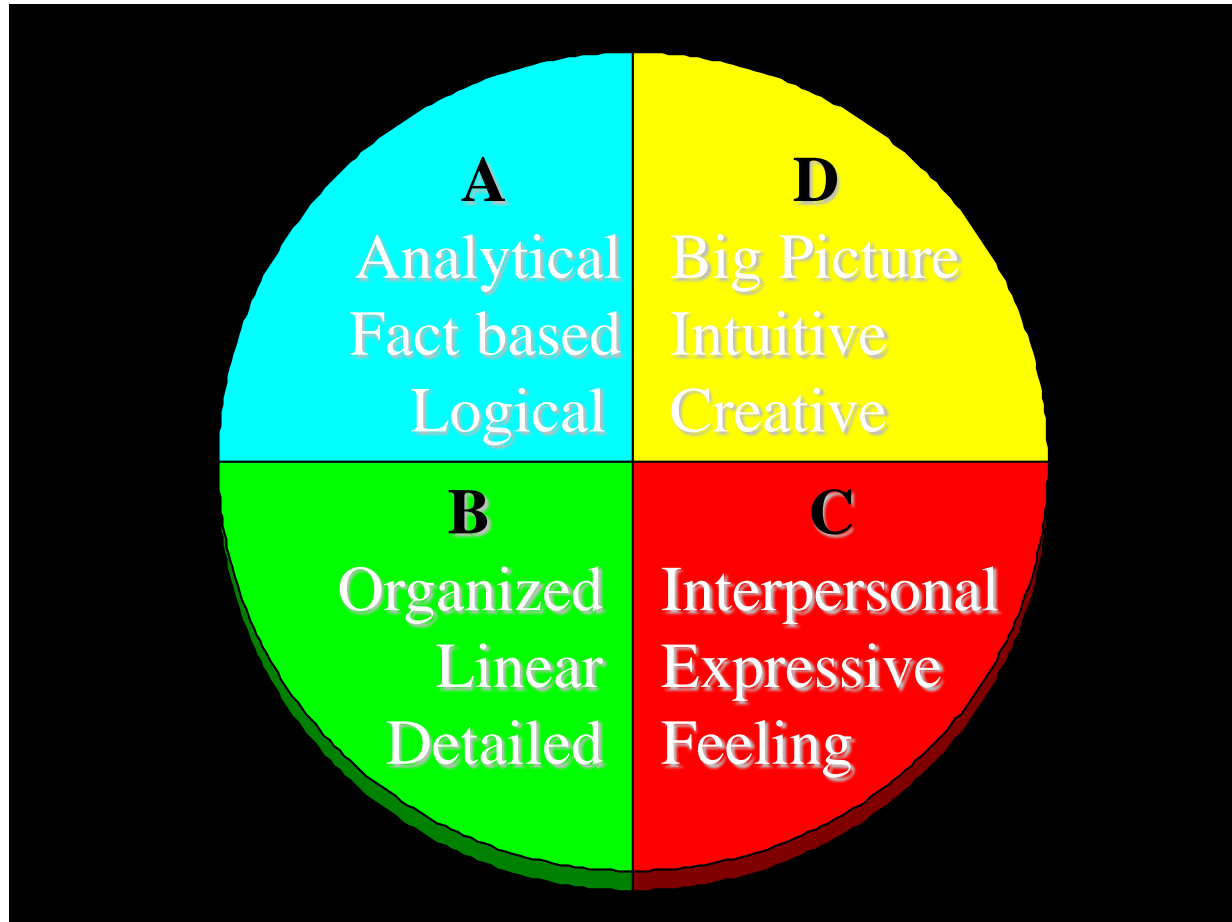 A
Analytical
Fact based
Logical
D
Big Picture
Intuitive
Creative
B
Organized
Linear
Detailed
C
Interpersonal
Expressive
Feeling